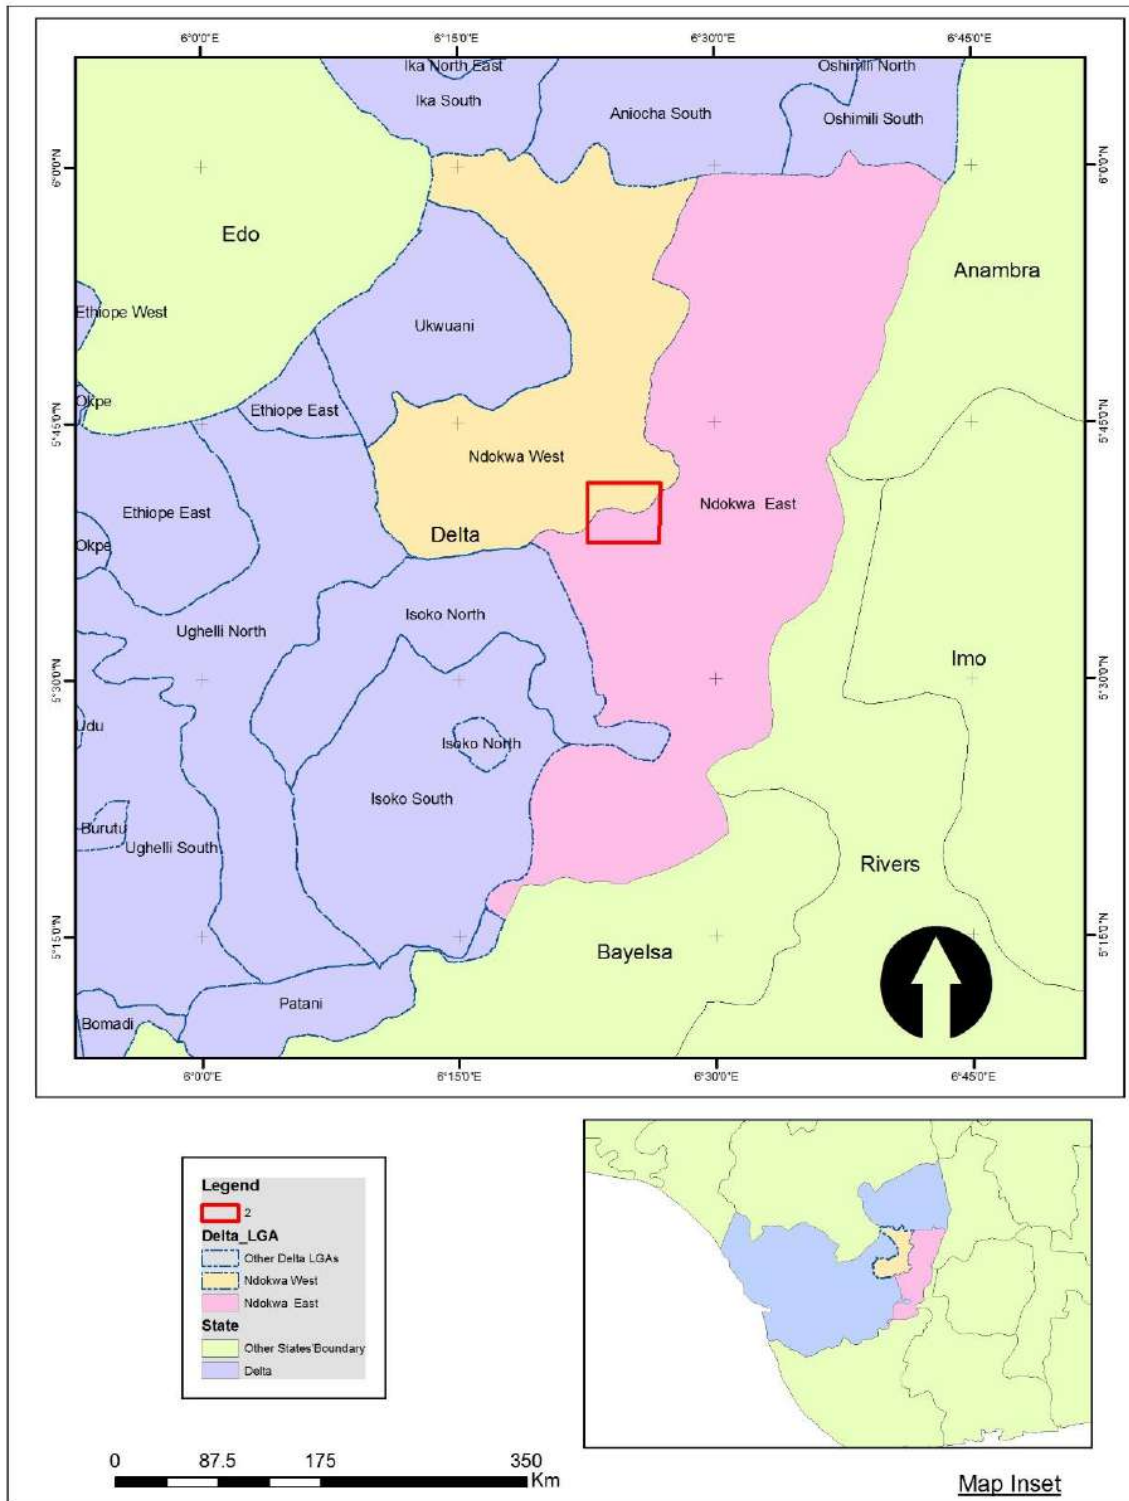 6°0'0"E 6°15'0"E 6°30'0"E 6°45'0"E
Ika North East
Oshimili North
Ika South
Aniocha South
Oshimili South
6°0'0"N
6°0'0"N
Edo
Anambra
Ethiope West
Ukwuani
Okpe
Ethiope East
5°45'0"N
5°45'0"N
Ndokwa West
Ndokwa East
Ethiope East
Delta
Okpe
Isoko North
Ughelli North
Imo
5°30'0"N
5°30'0"N
Udu
Isoko North
Isoko South
Burutu
Ughelli South
Rivers
5°15'0"N
5°15'0"N
Bayelsa
Patani
Bomadi
6°0'0"E 6°15'0"E 6°30'0"E 6°45'0"E
Legend
2
Delta_LGA
Other Delta LGAs
Ndokwa West
Ndokwa East
State
Other States'Boundary
Delta
0 87.5 175 350
Km
Map Inset